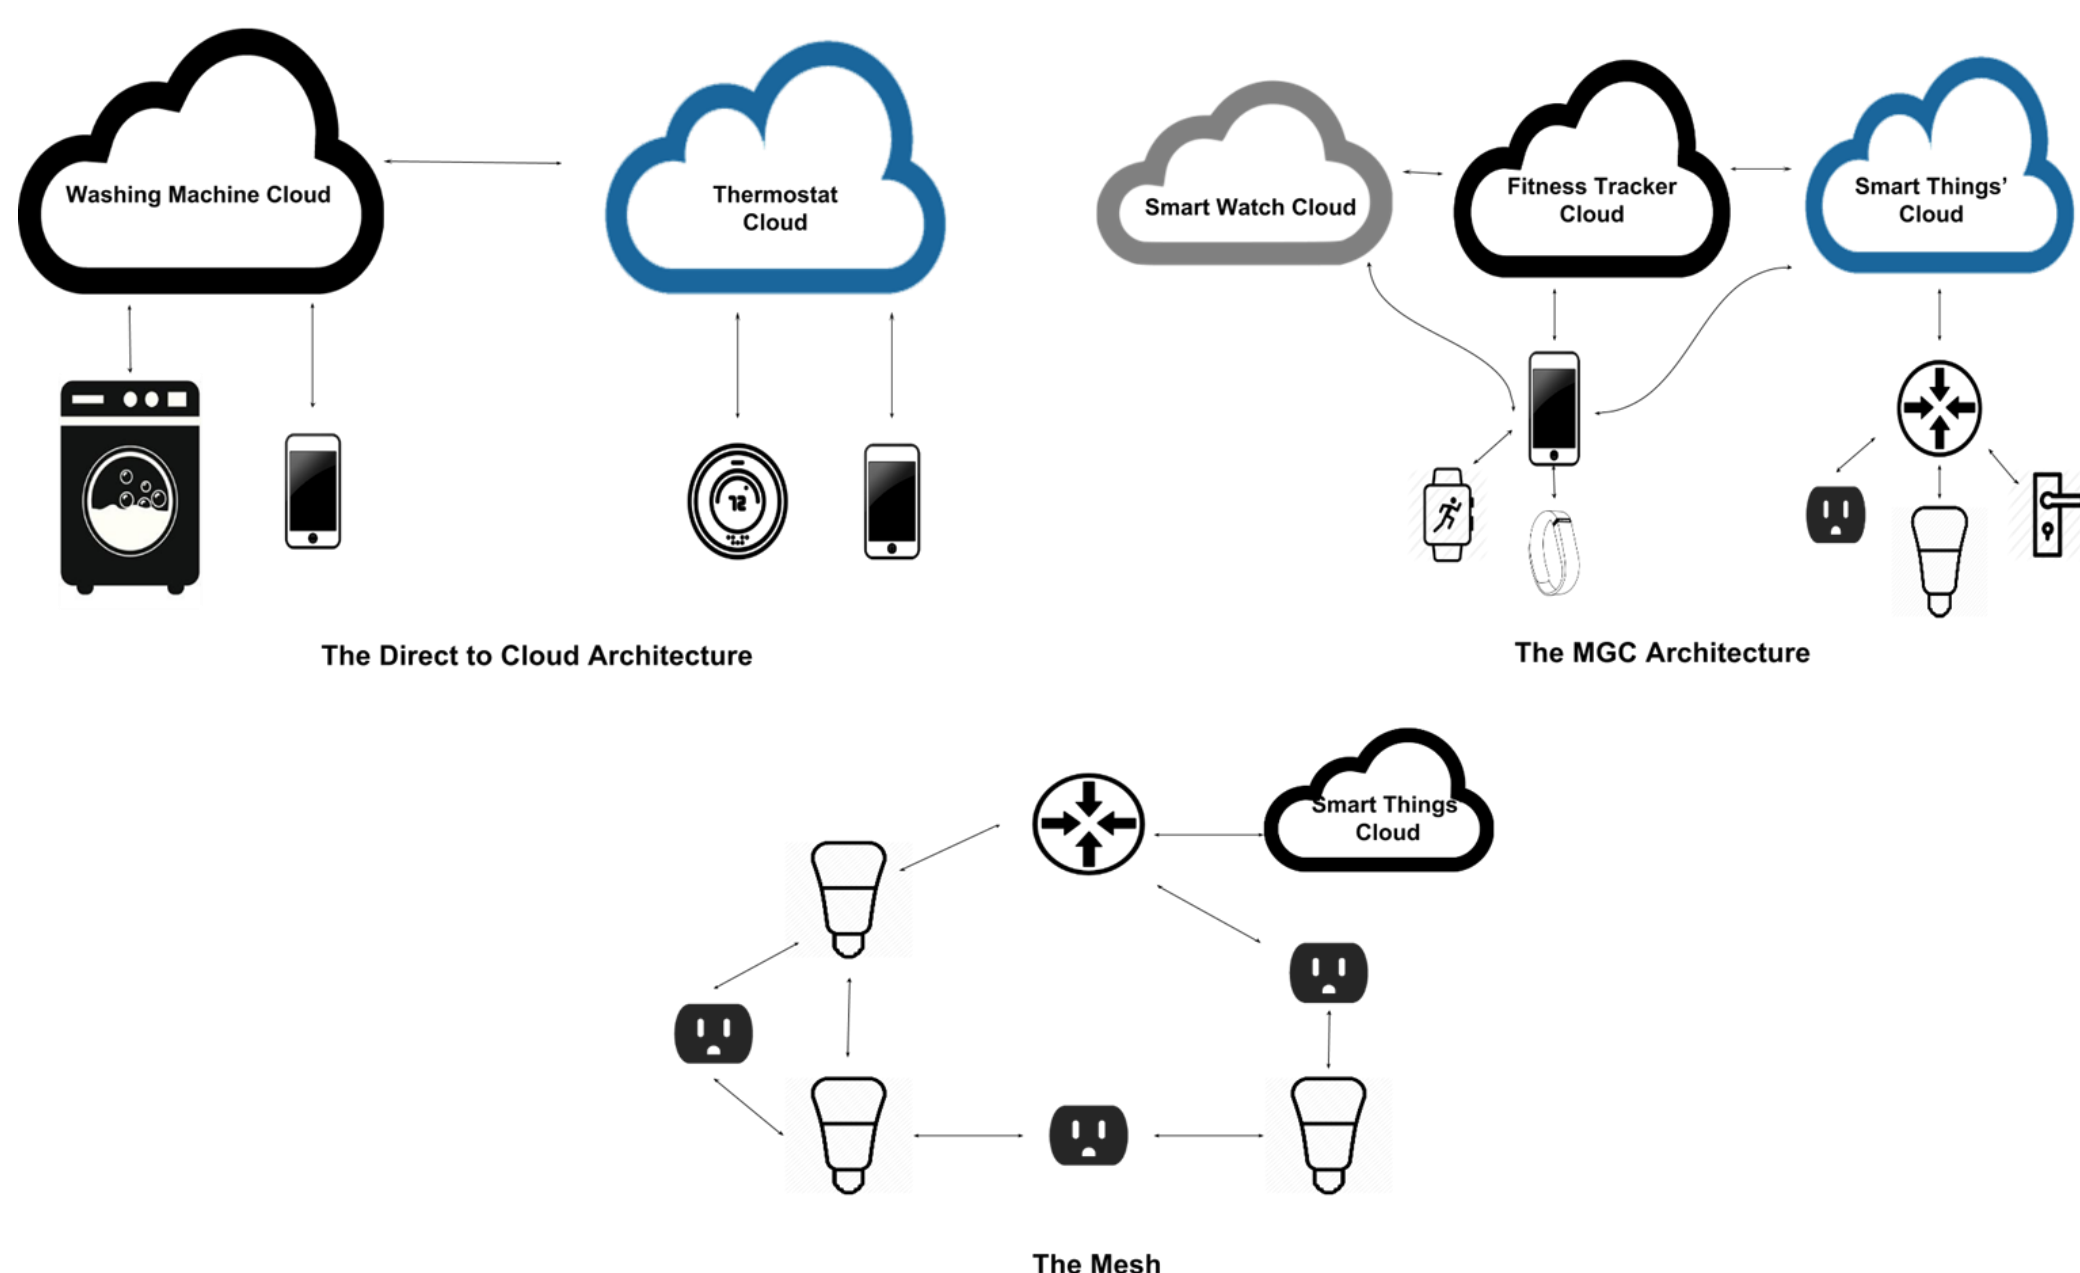 Washing Machine Cloud
Thermostat
Cloud
Smart Watch Cloud
Fitness Tracker
Cloud
Smart Things’
Cloud
72
The Direct to Cloud Architecture
The MGC Architecture
Smart Things
Cloud
The Mesh